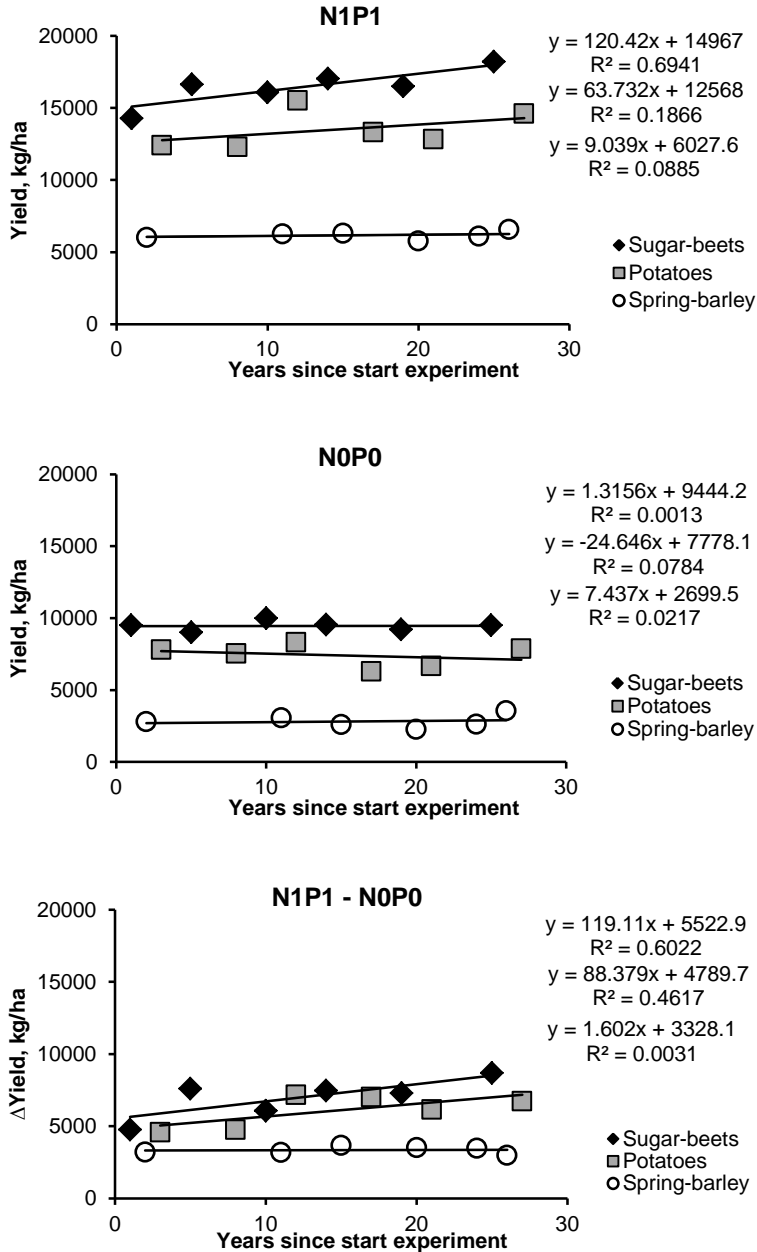 N1P1
20000
15000
10000
5000
0
Yield, kg/ha
0 10 20 30
Years since start experiment
y = 120.42x + 14967
R² = 0.6941
y = 63.732x + 12568
R² = 0.1866
y = 9.039x + 6027.6
R² = 0.0885
Sugar-beets
Potatoes
Spring-barley
N0P0
20000
15000
10000
5000
0
Yield, kg/ha
0 10 20 30
Years since start experiment
y = 1.3156x + 9444.2
R² = 0.0013
y = -24.646x + 7778.1
R² = 0.0784
y = 7.437x + 2699.5
R² = 0.0217
Sugar-beets
Potatoes
Spring-barley
N1P1 - N0P0
20000
15000
10000
5000
0
ΔYield, kg/ha
0 10 20 30
Years since start experiment
y = 119.11x + 5522.9
R² = 0.6022
y = 88.379x + 4789.7
R² = 0.4617
y = 1.602x + 3328.1
R² = 0.0031
Sugar-beets
Potatoes
Spring-barley